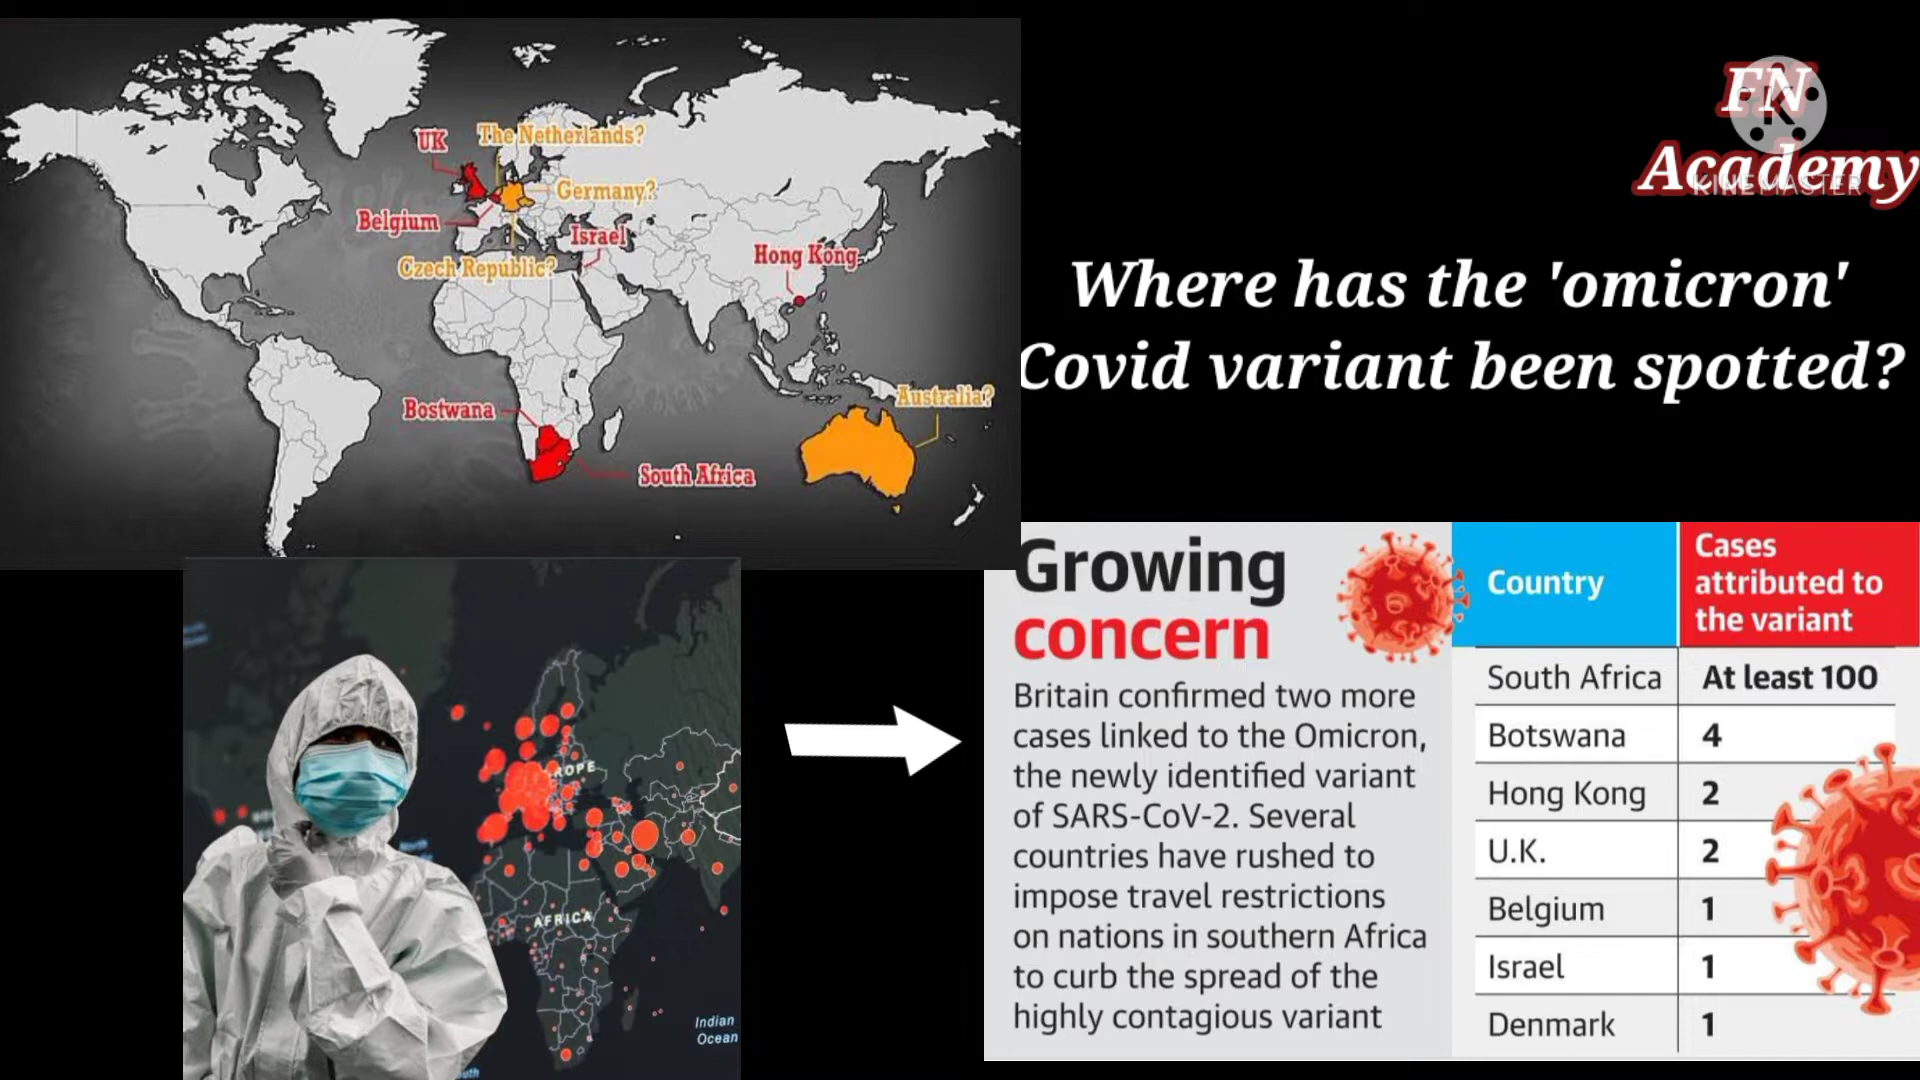 UK
The Netherlands?
Germany?
Belgium
Israel
Czech Republic?
Hong Kong
Bostwana
Australia?
South Africa
FN
Academy
KINEMASTER
Where has the 'omicron'
Covid variant been spotted?
Growing
concern
Britain confirmed two more
cases linked to the Omicron,
the newly identified variant
of SARS-CoV-2. Several
countries have rushed to
impose travel restrictions
on nations in southern Africa
to curb the spread of the
highly contagious variant
Country
Cases
attributed to
the variant
South Africa At least 100
Botswana 4
Hong Kong 2
U.K. 2
Belgium 1
Israel 1
Denmark 1
AFRICA
Indian
Ocean